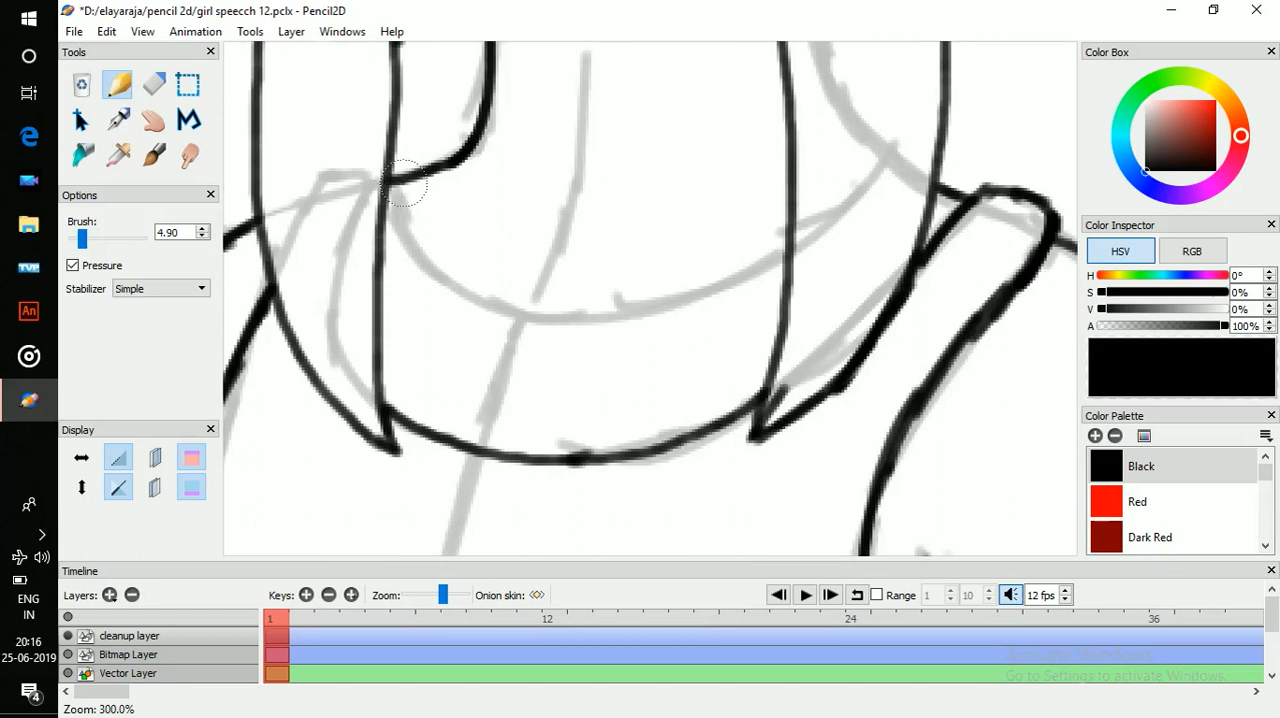 *D:/elayaraja/pencil 2d/girl speecch 12.pclx - Pencil2D
File Edit View Animation Tools Layer Windows Help
Tools
Color Box
Options
Brush:
4.90
Pressure
Stabilizer Simple
Color Inspector
HSV RGB
H 0°
S 0%
V 0%
A 100%
TVP
An
Color Palette
Black
Red
Dark Red
Display
Timeline
Layers: Keys: Zoom: Onion skin: Range 1 10 12 fps
1 12 24 36
cleanup layer
Bitmap Layer
Vector Layer
Activate Windows
Go to Settings to activate Windows.
Zoom: 300.0%
ENG
IN
20:16
25-06-2019
4